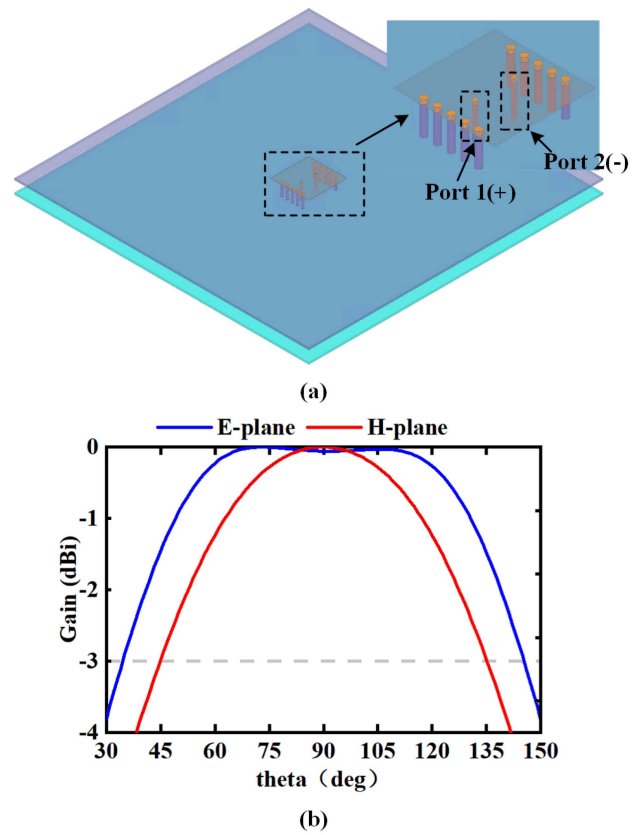 Port 2(-)
Port 1(+)
(a)
E-plane H-plane
0
-1
-2
-3
-4
Gain (dBi)
30 45 60 75 90 105 120 135 150
theta（deg）
(b)